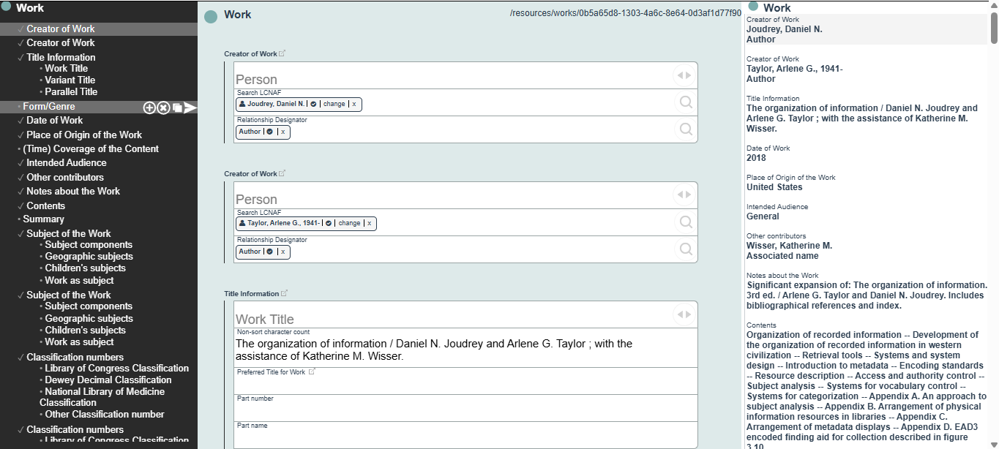 Work
✓ Creator of Work
✓ Creator of Work
✓ Title Information
• Work Title
• Variant Title
• Parallel Title
• Form/Genre
✓ Date of Work
✓ Place of Origin of the Work
• (Time) Coverage of the Content
✓ Intended Audience
✓ Other contributors
✓ Notes about the Work
✓ Contents
• Summary
✓ Subject of the Work
• Subject components
• Geographic subjects
• Children's subjects
• Work as subject
✓ Subject of the Work
• Subject components
• Geographic subjects
• Children's subjects
• Work as subject
✓ Classification numbers
• Library of Congress Classification
• Dewey Decimal Classification
• National Library of Medicine
Classification
• Other Classification number
✓ Classification numbers
• Library of Congress Classification
Work
/resources/works/0b5a65d8-1303-4a6c-8e64-0d3af1d77f90
Creator of Work
Person
Search LCNAF
Joudrey, Daniel N. | | change | x
Relationship Designator
Author | | x
Creator of Work
Person
Search LCNAF
Taylor, Arlene G., 1941- | | change | x
Relationship Designator
Author | | x
Title Information
Work Title
Non-sort character count
The organization of information / Daniel N. Joudrey and Arlene G. Taylor ; with the
assistance of Katherine M. Wisser.
Preferred Title for Work
Part number
Part name
Work
Creator of Work
Joudrey, Daniel N.
Author
Creator of Work
Taylor, Arlene G., 1941-
Author
Title Information
The organization of information / Daniel N. Joudrey and
Arlene G. Taylor ; with the assistance of Katherine M.
Wisser.
Date of Work
2018
Place of Origin of the Work
United States
Intended Audience
General
Other contributors
Wisser, Katherine M.
Associated name
Notes about the Work
Significant expansion of: The organization of information.
3rd ed. / Arlene G. Taylor and Daniel N. Joudrey. Includes
bibliographical references and index.
Contents
Organization of recorded information -- Development of
the organization of recorded information in western
civilization -- Retrieval tools -- Systems and system
design -- Introduction to metadata -- Encoding standards
-- Resource description -- Access and authority control --
Subject analysis -- Systems for vocabulary control --
Systems for categorization -- Appendix A. An approach to
subject analysis -- Appendix B. Arrangement of physical
information resources in libraries -- Appendix C.
Arrangement of metadata displays -- Appendix D. EAD3
encoded finding aid for collection described in figure
3.10